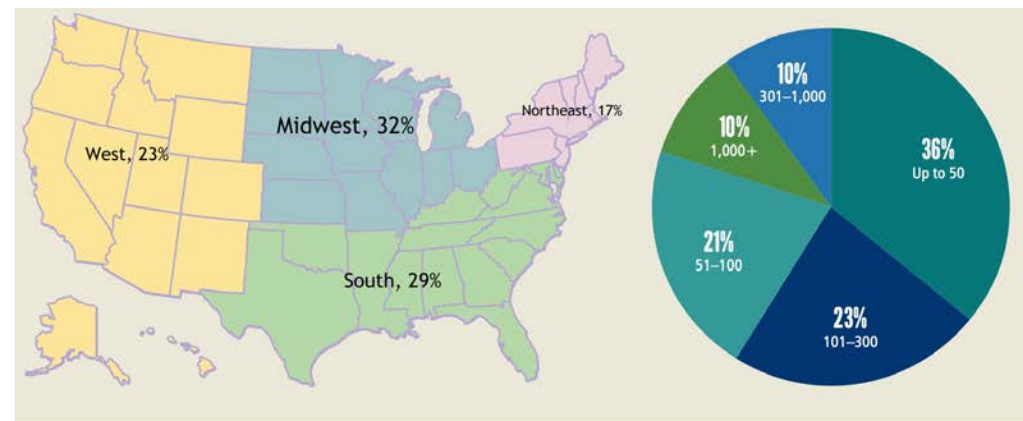 Northeast, 17%
Midwest, 32%
West, 23%
South, 29%
10%
301–1,000
10%
1,000+
36%
Up to 50
21%
51–100
23%
101–300